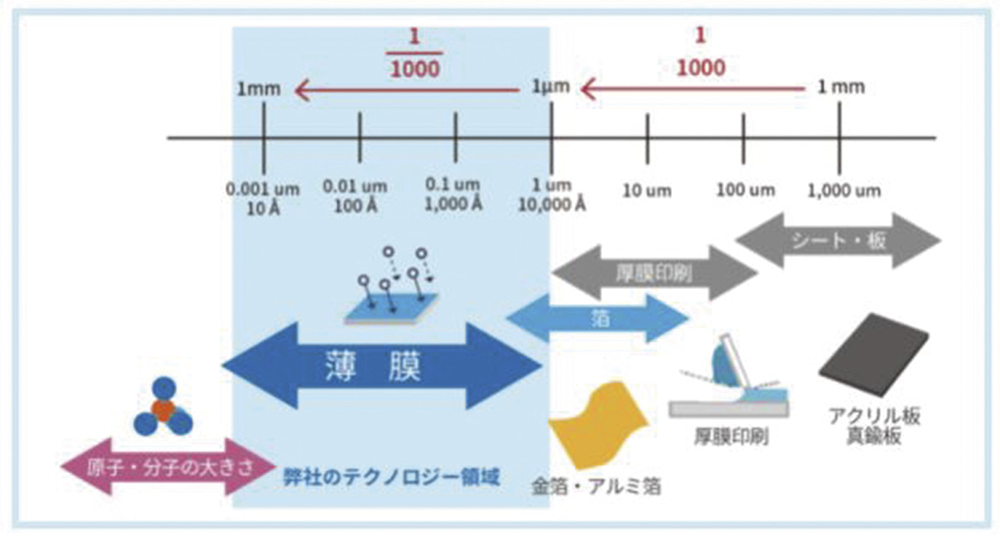 1
1000
1
1000
1mm
1μm
1 mm
0.001 um
10 Å
0.01 um
100 Å
0.1 um
1,000 Å
1 um
10,000 Å
10 um
100 um
1,000 um
シート・板
厚膜印刷
箔
薄 膜
原子・分子の大きさ
弊社のテクノロジー領域
金箔・アルミ箔
厚膜印刷
アクリル板
真鍮板